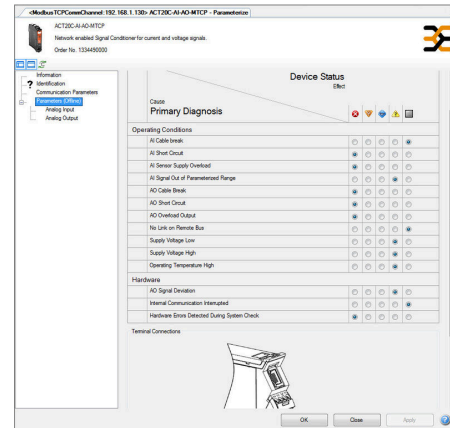 <ModbusTCPCommChannel: 192.168.1.130> ACT20C-AI-AO-MTCP - Parameterize
ACT20C-AI-AO-MTCP
Network enabled Signal Conditioner for current and voltage signals.
Order No. 1334490000
Information
Identification
Communication Parameters
Parameters (Offline)
Analog Input
Analog Output
Device Status
Effect
Cause
Primary Diagnosis
Operating Conditions
AI Cable break
AI Short Circuit
AI Sensor Supply Overload
AI Signal Out of Parameterized Range
AO Cable Break
AO Short Circuit
AO Overload Output
No Link on Remote Bus
Supply Voltage Low
Supply Voltage High
Operating Temperature High
Hardware
AO Signal Deviation
Internal Communication Interrupted
Hardware Errors Detected During System Check
Terminal Connections
OK
Close
Apply